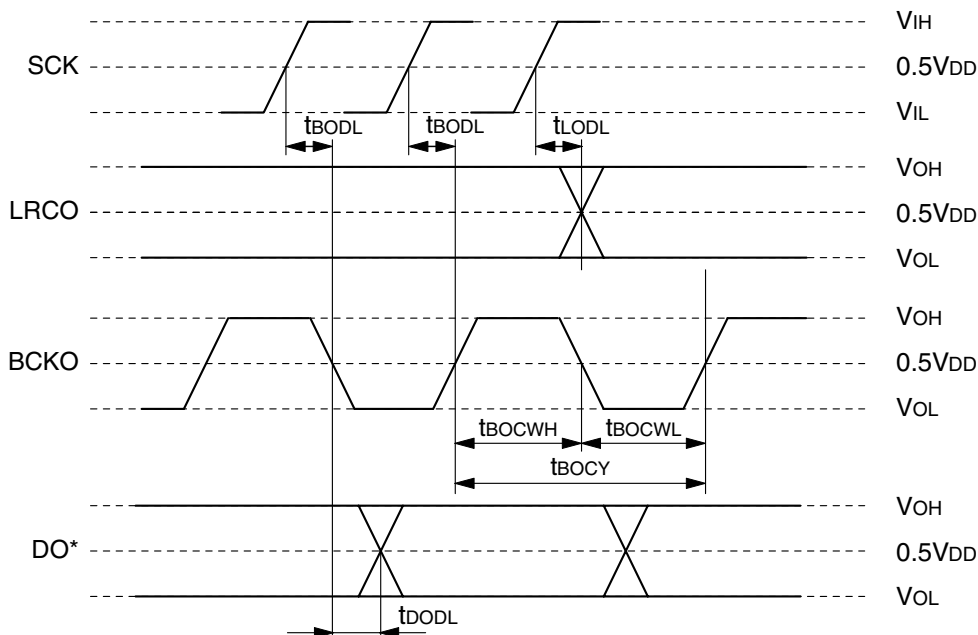 VIH
SCK
0.5VDD
VIL
tBODL
tBODL
tLODL
VOH
LRCO
0.5VDD
VOL
VOH
BCKO
0.5VDD
VOL
tBOCWH
tBOCWL
tBOCY
VOH
DO*
0.5VDD
VOL
tDODL